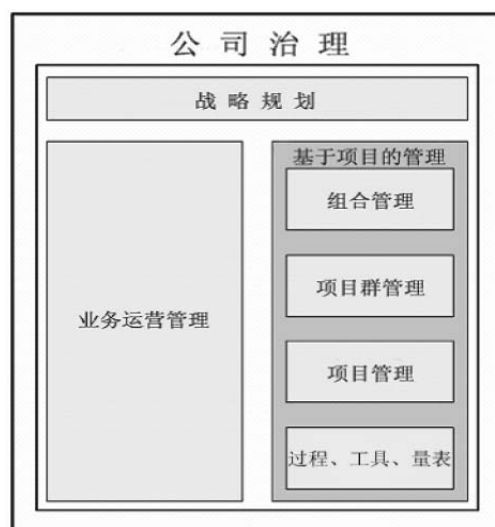 公司治理
战略规划
业务运营管理
基于项目的管理
组合管理
项目群管理
项目管理
过程、工具、量表